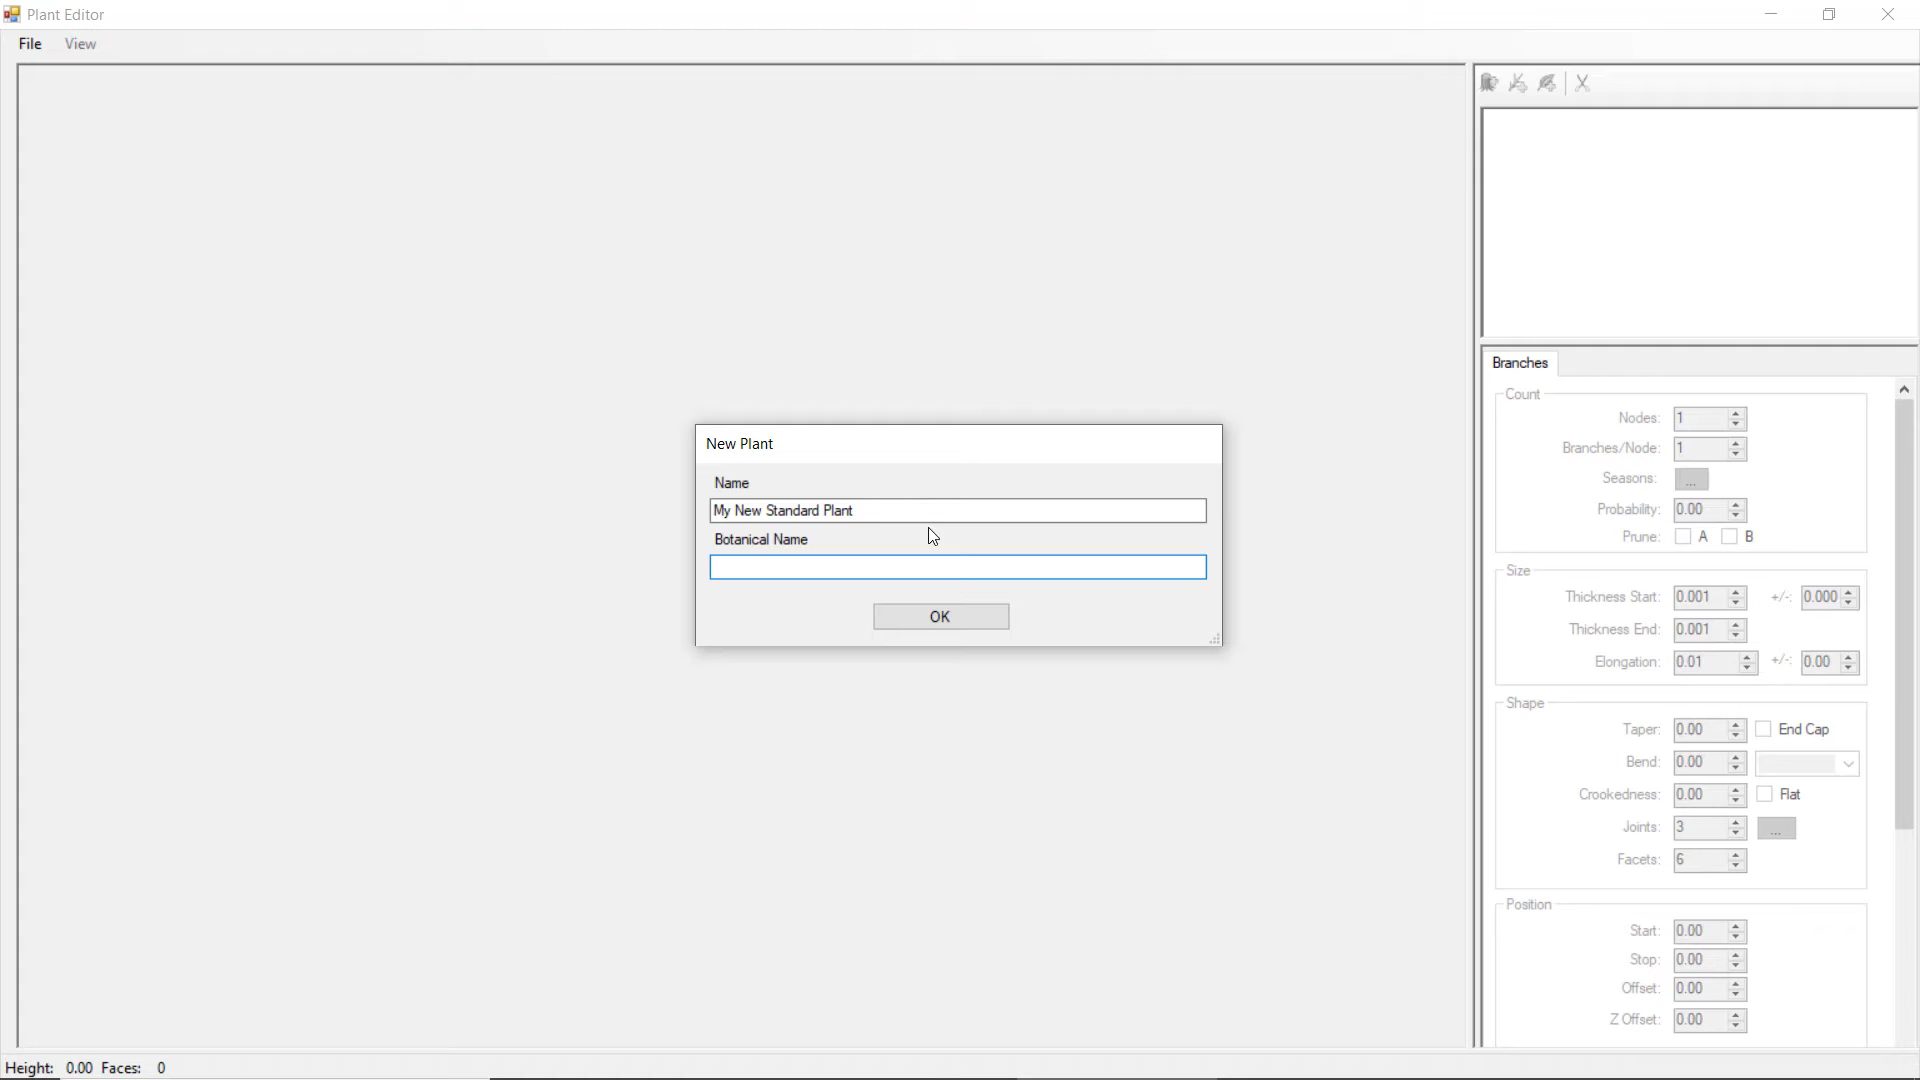 Plant Editor
File View
New Plant
Name
My New Standard Plant
Botanical Name
OK
Branches
Count
Nodes: 1
Branches/Node: 1
Seasons: ...
Probability: 0.00
Prune: A B
Size
Thickness Start: 0.001 +/-: 0.000
Thickness End: 0.001
Elongation: 0.01 +/-: 0.00
Shape
Taper: 0.00 End Cap
Bend: 0.00
Crookedness: 0.00 Flat
Joints: 3 ...
Facets: 6
Position
Start: 0.00
Stop: 0.00
Offset: 0.00
Z Offset: 0.00
Height: 0.00 Faces: 0